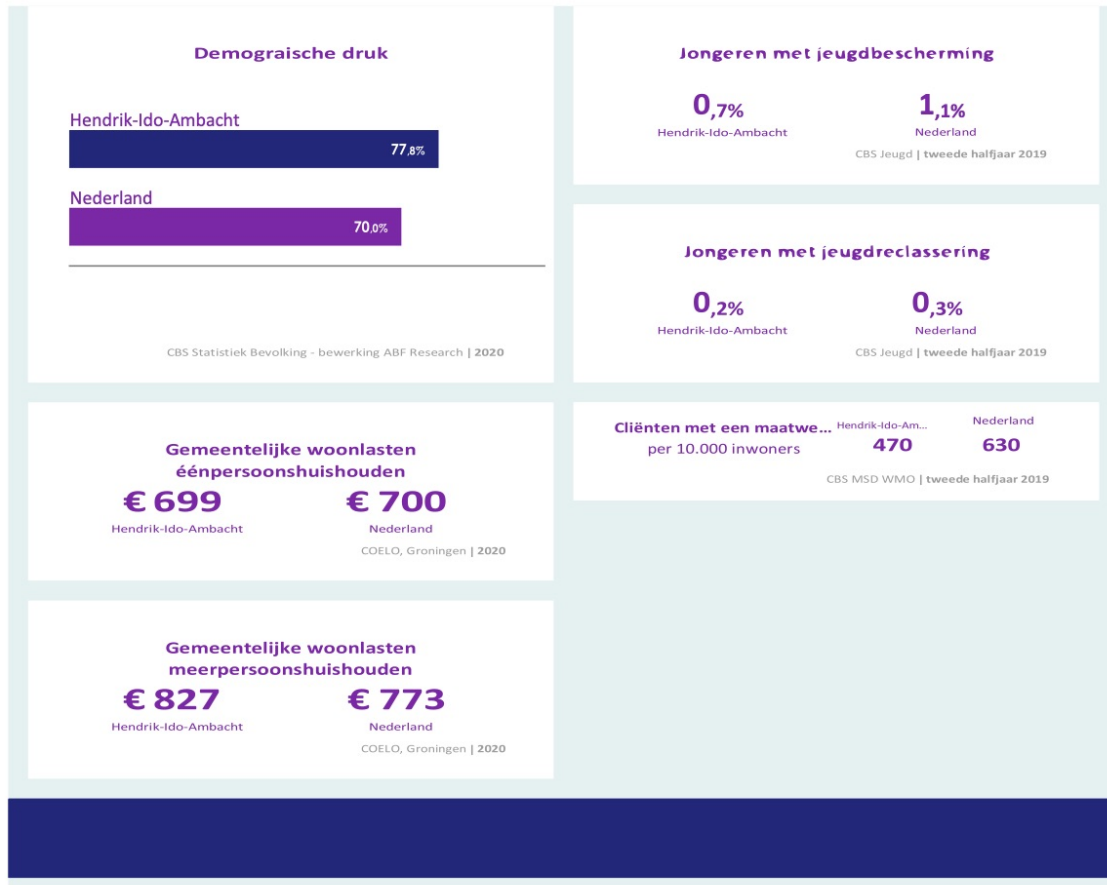 Demograische druk
Hendrik-Ido-Ambacht
77,8%
Nederland
70,0%
CBS Statistiek Bevolking - bewerking ABF Research | 2020
Gemeentelijke woonlasten
éénpersoonshuishouden
€ 699 € 700
Hendrik-Ido-Ambacht Nederland
COELO, Groningen | 2020
Gemeentelijke woonlasten
meerpersoonshuishouden
€ 827 € 773
Hendrik-Ido-Ambacht Nederland
COELO, Groningen | 2020
Jongeren met jeugdbescherming
0,7% 1,1%
Hendrik-Ido-Ambacht Nederland
CBS Jeugd | tweede halfjaar 2019
Jongeren met jeugdreclassering
0,2% 0,3%
Hendrik-Ido-Ambacht Nederland
CBS Jeugd | tweede halfjaar 2019
Cliënten met een maatwe... Hendrik-Ido-Am... Nederland
per 10.000 inwoners 470 630
CBS MSD WMO | tweede halfjaar 2019